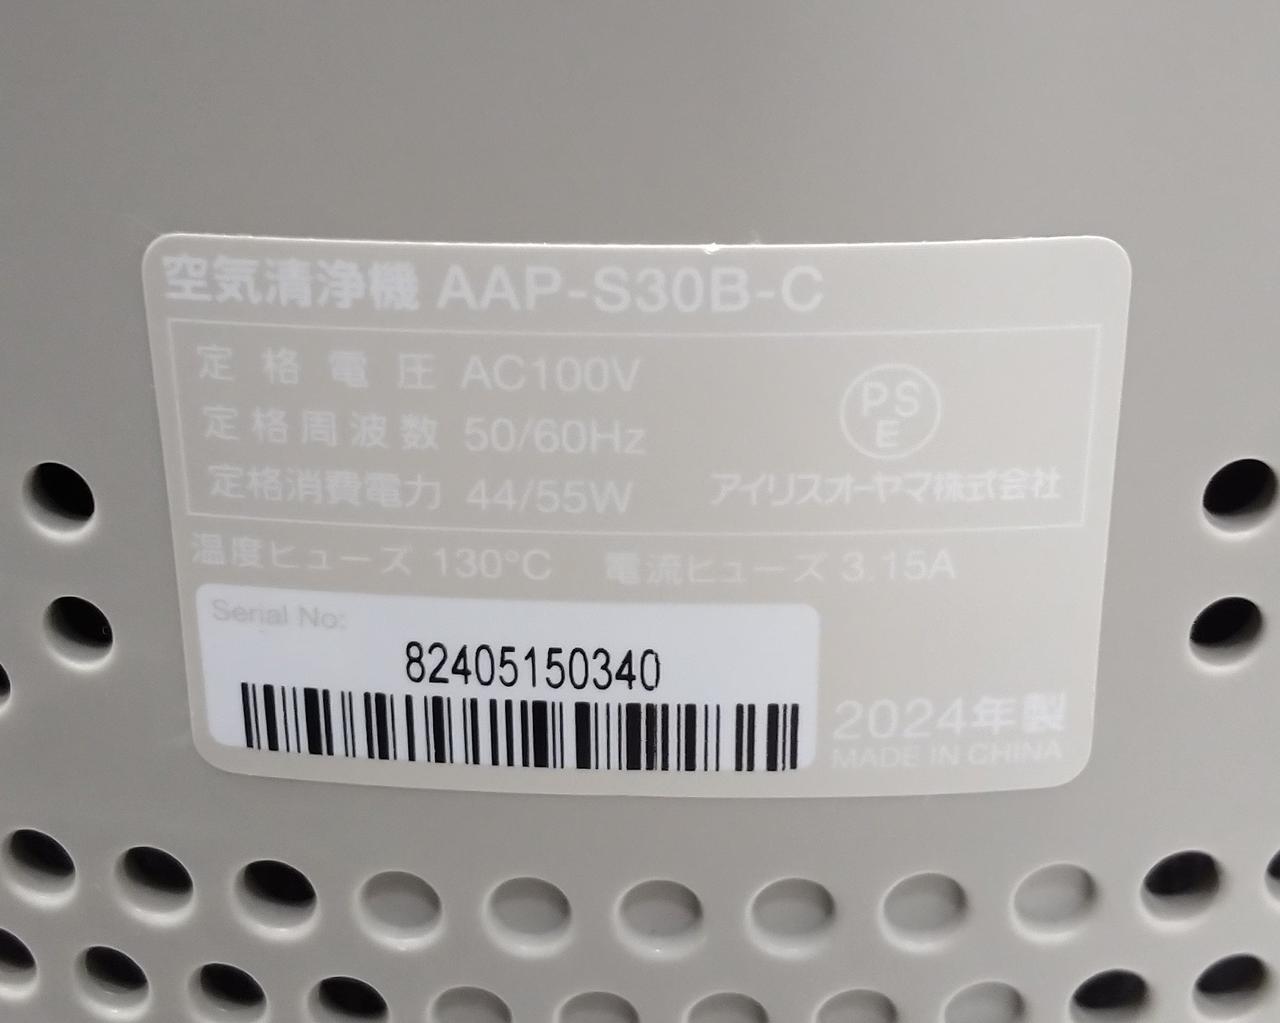 空気清浄機 AAP-S30B-C
定格電圧 AC100V
定格周波数 50/60Hz
定格消費電力 44/55W
PS
E
アイリスオーヤマ株式会社
温度ヒューズ 130°C 電流ヒューズ 3.15A
Serial No:
82405150340
2024年製
MADE IN CHINA